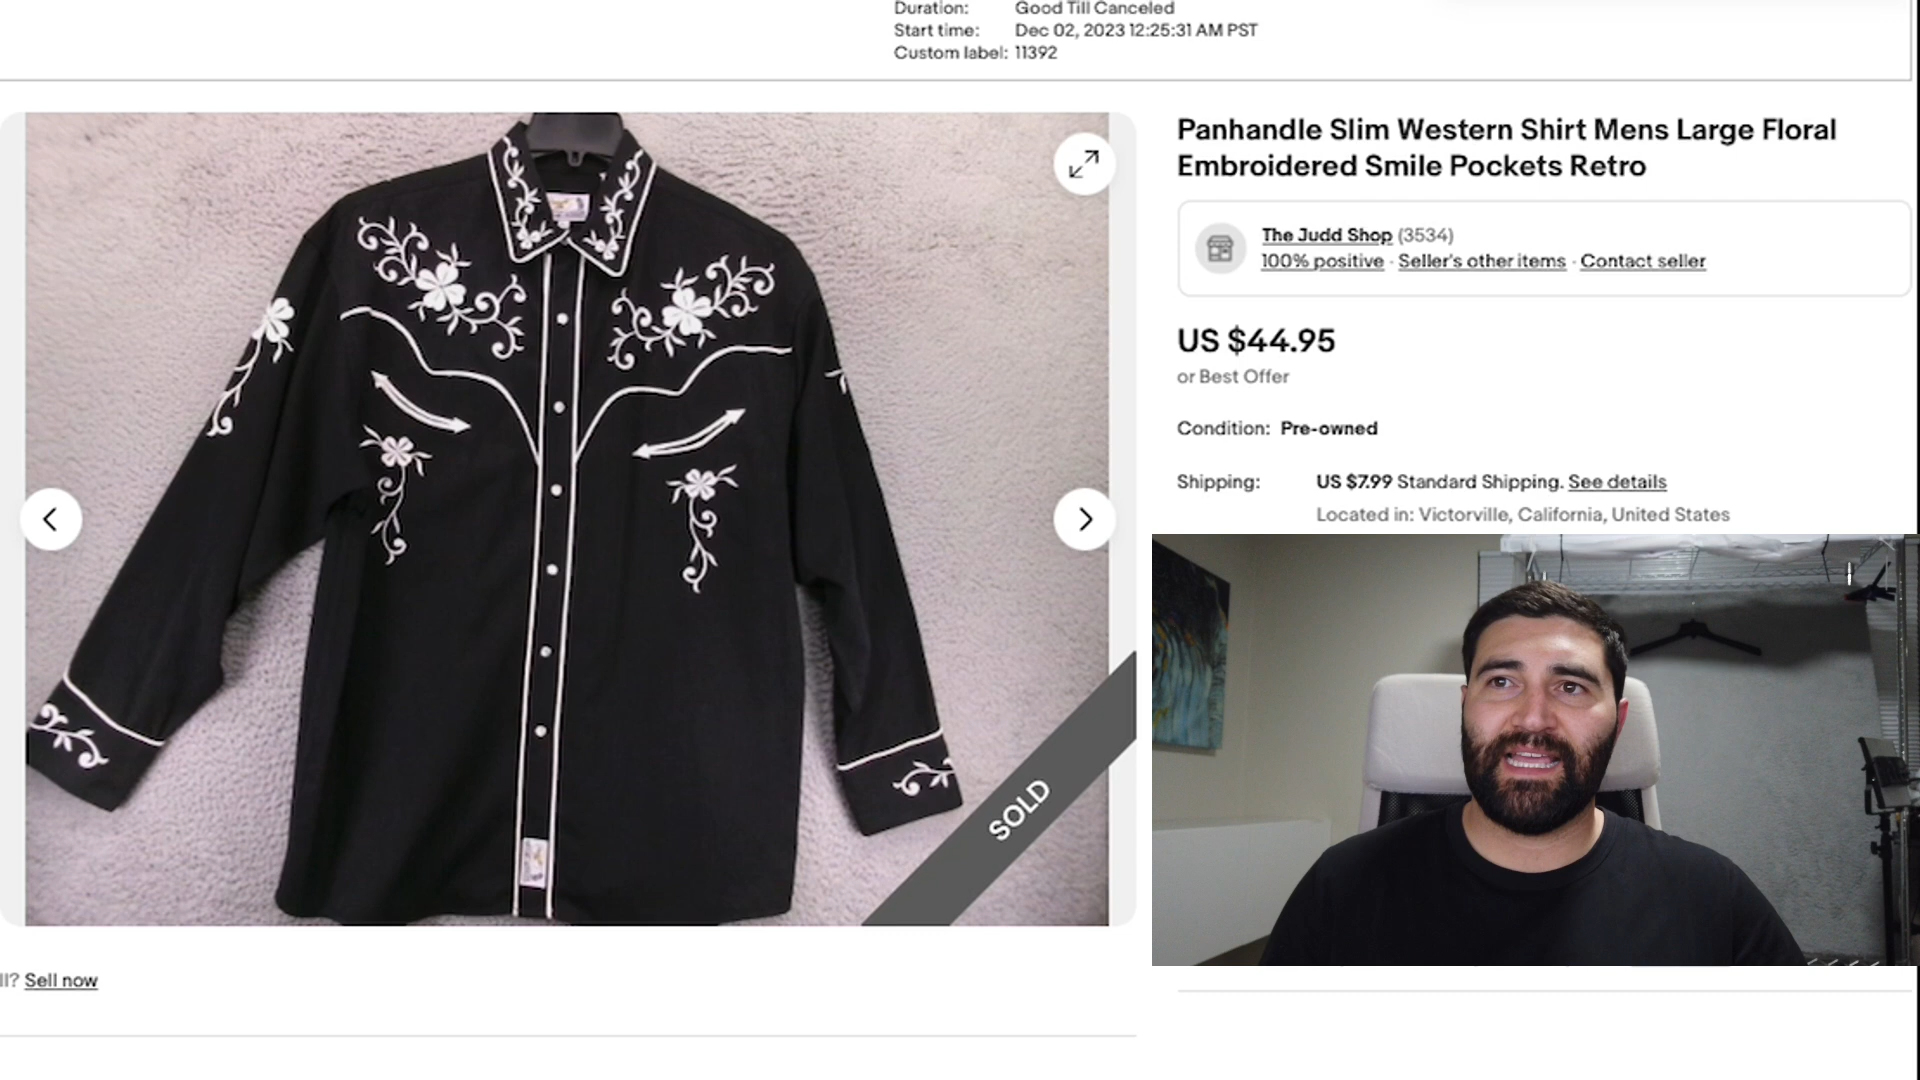 Duration: Good Till Canceled
Start time: Dec 02, 2023 12:25:31 AM PST
Custom label: 11392
Panhandle Slim Western Shirt Mens Large Floral
Embroidered Smile Pockets Retro
The Judd Shop (3534)
100% positive · Seller's other items · Contact seller
US $44.95
or Best Offer
Condition: Pre-owned
Shipping: US $7.99 Standard Shipping. See details
Located in: Victorville, California, United States
SOLD
ll? Sell now